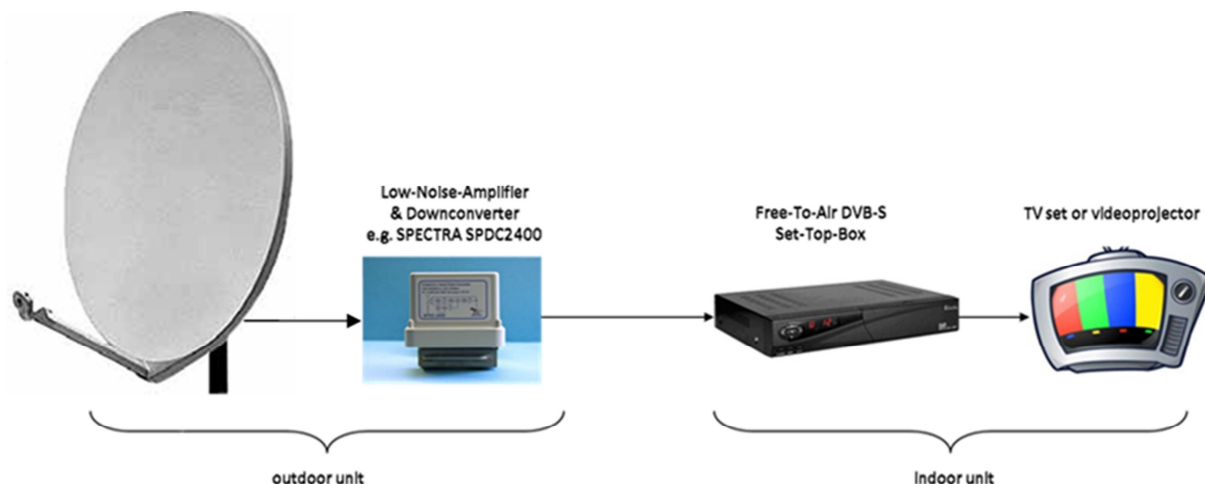 Low-Noise-Amplifier
& Downconverter
e.g. SPECTRA SPDC2400
Free-To-Air DVB-S
Set-Top-Box
TV set or videoprojector
outdoor unit
indoor unit